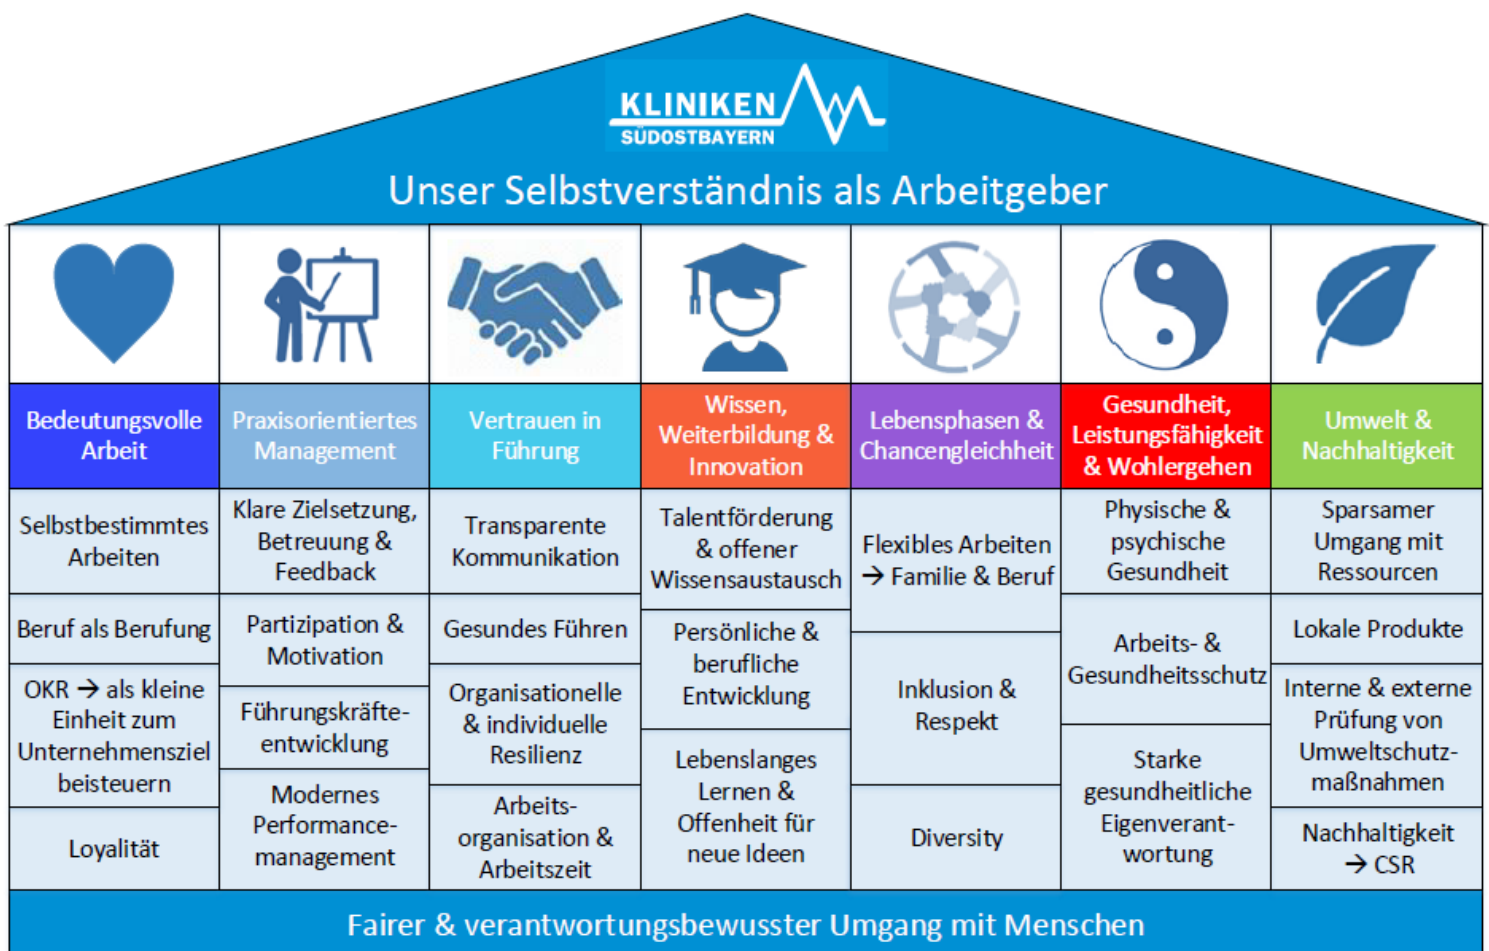 KLINIKEN
SÜDOSTBAYERN
Unser Selbstverständnis als Arbeitgeber
Bedeutungsvolle
Arbeit
Selbstbestimmtes
Arbeiten
Beruf als Berufung
OKR → als kleine
Einheit zum
Unternehmensziel
beisteuern
Loyalität
Praxisorientiertes
Management
Klare Zielsetzung,
Betreuung &
Feedback
Partizipation &
Motivation
Führungskräfte-
entwicklung
Modernes
Performance-
management
Vertrauen in
Führung
Transparente
Kommunikation
Gesundes Führen
Organisationelle
& individuelle
Resilienz
Arbeits-
organisation &
Arbeitszeit
Wissen,
Weiterbildung &
Innovation
Talentförderung
& offener
Wissensaustausch
Persönliche &
berufliche
Entwicklung
Lebenslanges
Lernen &
Offenheit für
neue Ideen
Lebensphasen &
Chancengleichheit
Flexibles Arbeiten
→ Familie & Beruf
Inklusion &
Respekt
Diversity
Gesundheit,
Leistungsfähigkeit
& Wohlergehen
Physische &
psychische
Gesundheit
Arbeits- &
Gesundheitsschutz
Starke
gesundheitliche
Eigenverant-
wortung
Umwelt &
Nachhaltigkeit
Sparsamer
Umgang mit
Ressourcen
Lokale Produkte
Interne & externe
Prüfung von
Umweltschutz-
maßnahmen
Nachhaltigkeit
→ CSR
Fairer & verantwortungsbewusster Umgang mit Menschen